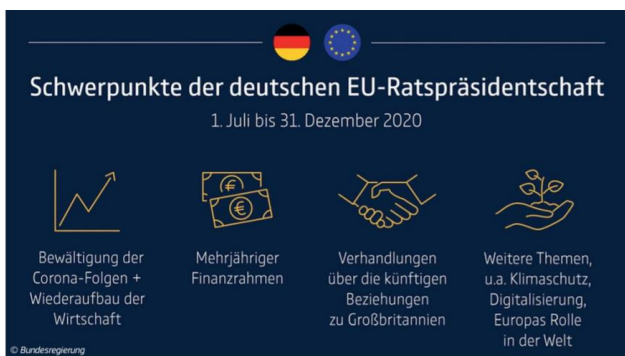 Schwerpunkte der deutschen EU-Ratspräsidentschaft
1. Juli bis 31. Dezember 2020
Bewältigung der
Corona-Folgen +
Wiederaufbau der
Wirtschaft
Mehrjähriger
Finanzrahmen
Verhandlungen
über die künftigen
Beziehungen
zu Großbritannien
Weitere Themen,
u.a. Klimaschutz,
Digitalisierung,
Europas Rolle
in der Welt
© Bundesregierung